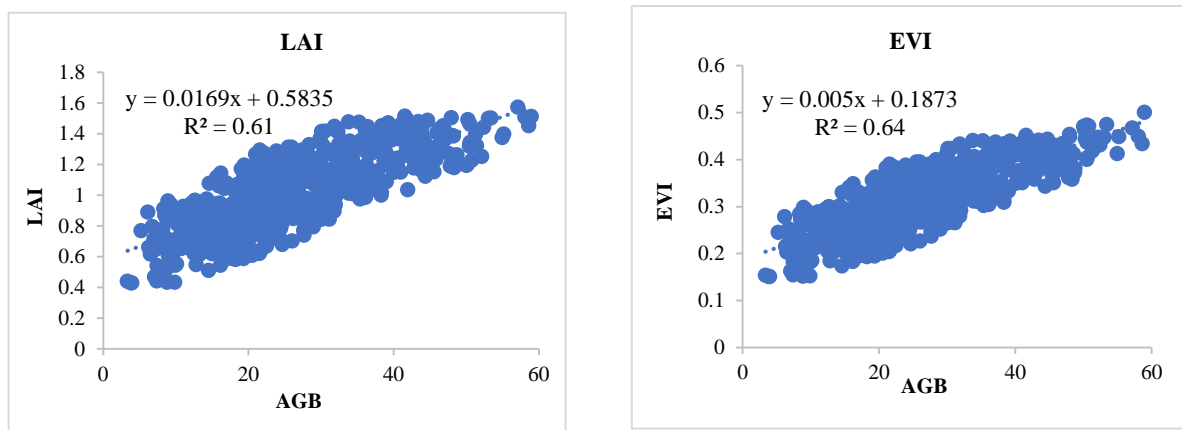 LAI
1.8
1.6
1.4
1.2
1
0.8
0.6
0.4
0.2
0
y = 0.0169x + 0.5835
R² = 0.61
LAI
0 20 40 60
AGB
EVI
0.6
0.5
0.4
0.3
0.2
0.1
0
y = 0.005x + 0.1873
R² = 0.64
EVI
0 20 40 60
AGB